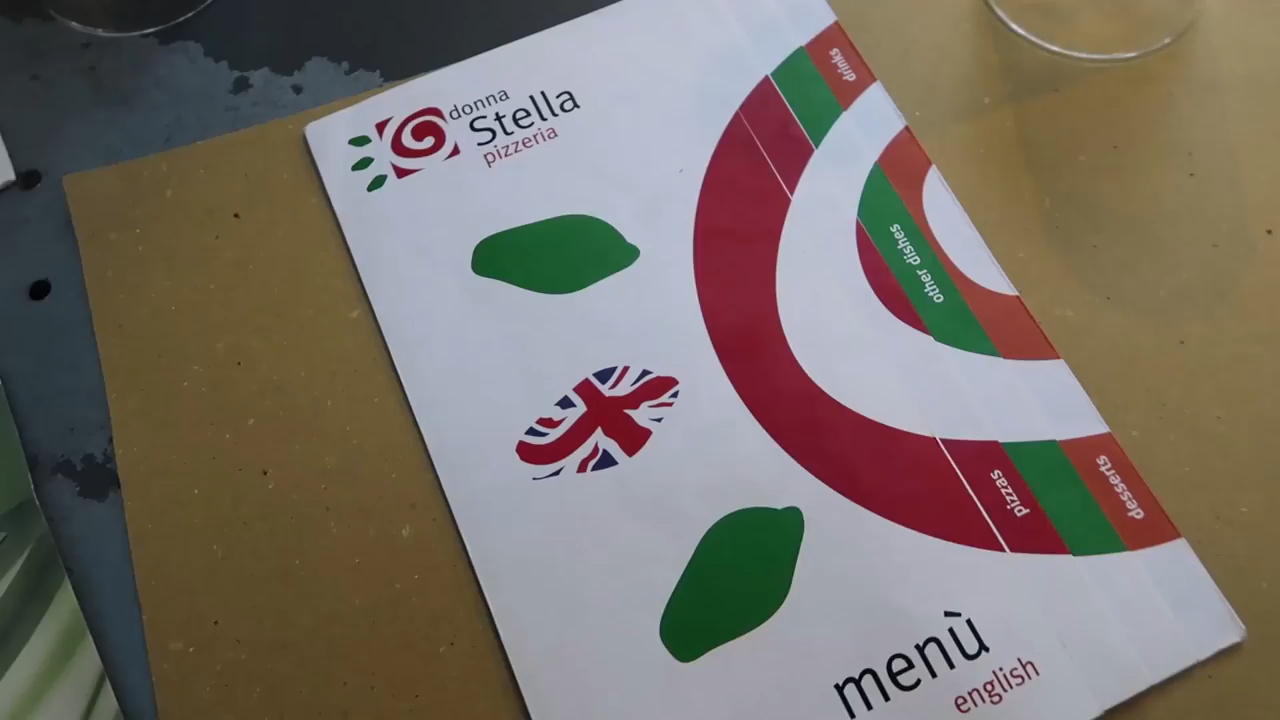 donna
Stella
pizzeria
drinks
other dishes
pizzas
desserts
menù
english